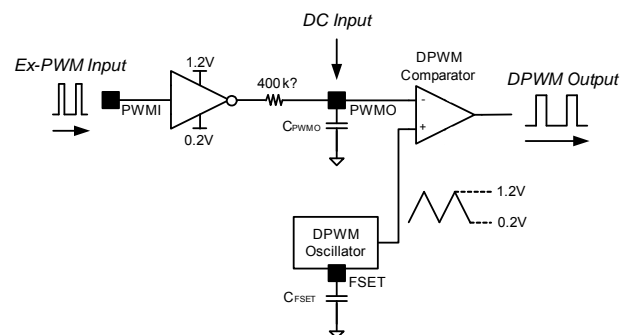 DC Input
Ex-PWM Input
1.2V
PWMI
0.2V
400k?
PWMO
CPWMO
DPWM
Comparator
-
+
DPWM Output
1.2V
0.2V
DPWM
Oscillator
FSET
CFSET